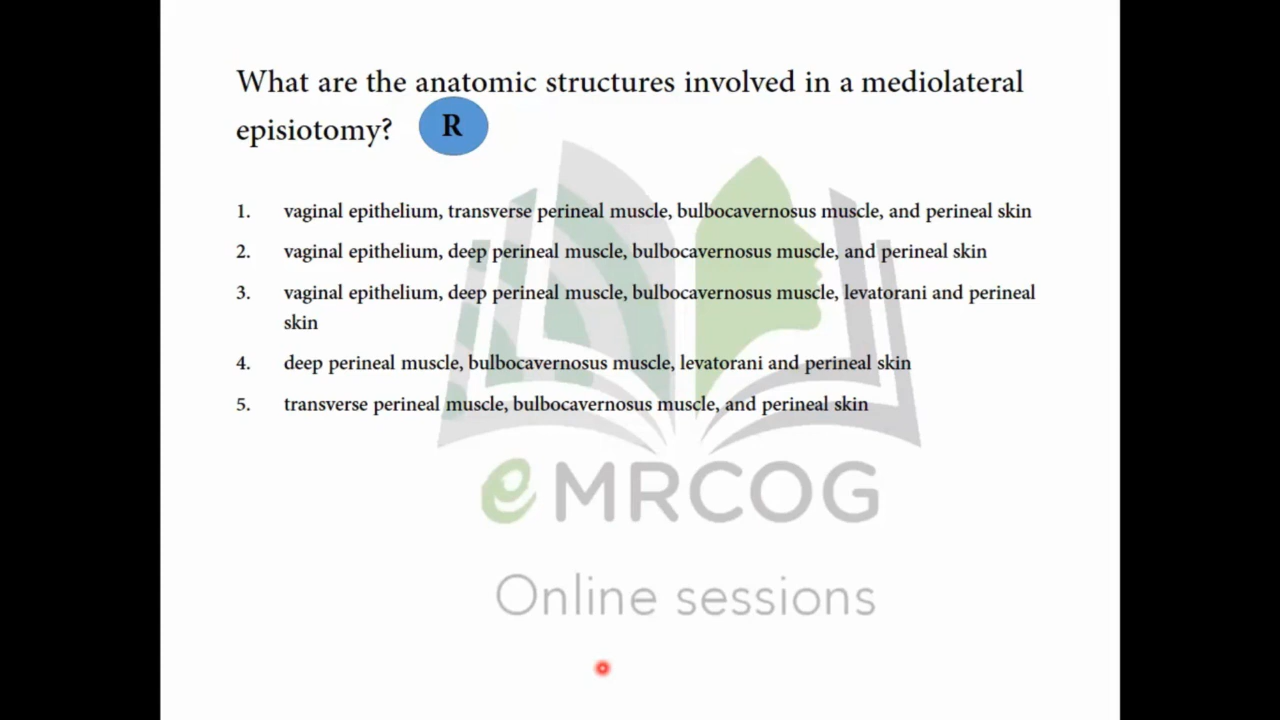 What are the anatomic structures involved in a mediolateral
episiotomy? R
1. vaginal epithelium, transverse perineal muscle, bulbocavernosus muscle, and perineal skin
2. vaginal epithelium, deep perineal muscle, bulbocavernosus muscle, and perineal skin
3. vaginal epithelium, deep perineal muscle, bulbocavernosus muscle, levatorani and perineal
skin
4. deep perineal muscle, bulbocavernosus muscle, levatorani and perineal skin
5. transverse perineal muscle, bulbocavernosus muscle, and perineal skin
eMRCOG
Online sessions